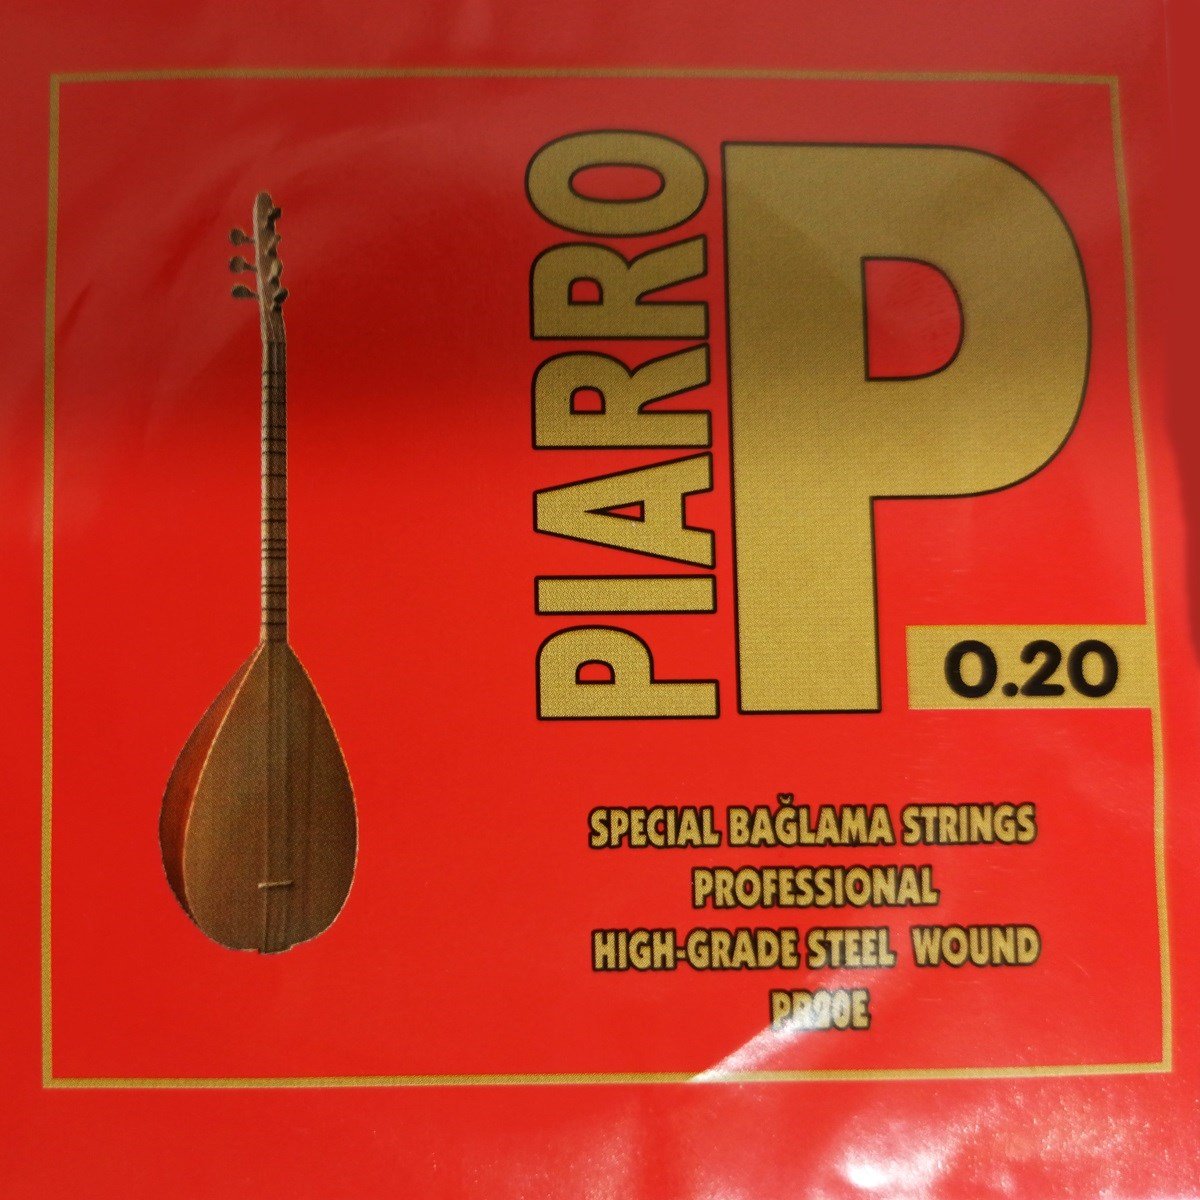 PIARRO
P
0.20
SPECIAL BAĞLAMA STRINGS
PROFESSIONAL
HIGH-GRADE STEEL WOUND
PR20E